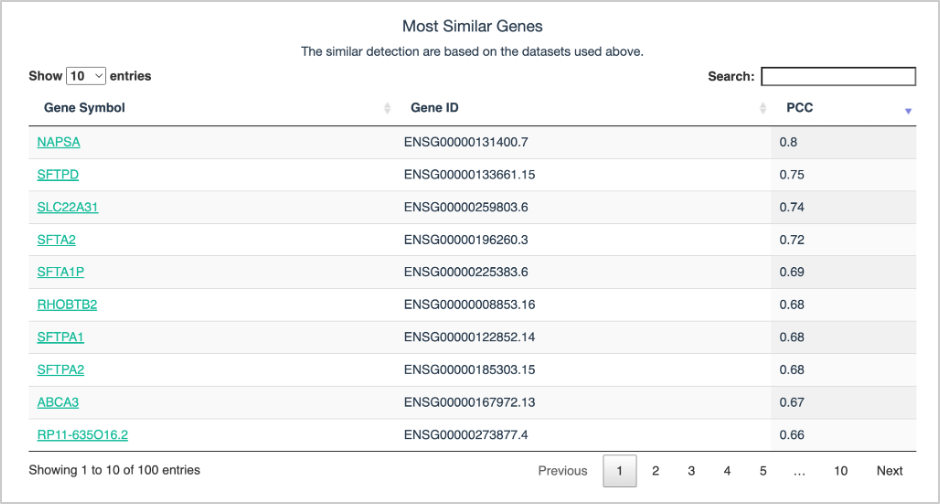 Most Similar Genes
The similar detection are based on the datasets used above.
Show 10 entries Search:
Gene Symbol Gene ID PCC
NAPSA ENSG00000131400.7 0.8
SFTPD ENSG00000133661.15 0.75
SLC22A31 ENSG00000259803.6 0.74
SFTA2 ENSG00000196260.3 0.72
SFTA1P ENSG00000225383.6 0.69
RHOBTB2 ENSG00000008853.16 0.68
SFTPA1 ENSG00000122852.14 0.68
SFTPA2 ENSG00000185303.15 0.68
ABCA3 ENSG00000167972.13 0.67
RP11-635O16.2 ENSG00000273877.4 0.66
Showing 1 to 10 of 100 entries Previous 1 2 3 4 5 … 10 Next